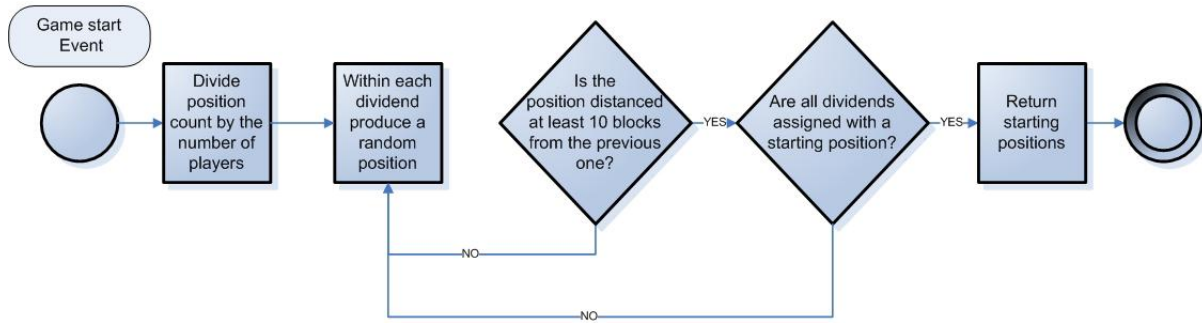 Game start
Event
Divide
position
count by the
number of
players
Within each
dividend
produce a
random
position
Is the
position distanced
at least 10 blocks
from the previous
one?
YES
Are all dividends
assigned with a
starting position?
YES
Return
starting
positions
NO
NO